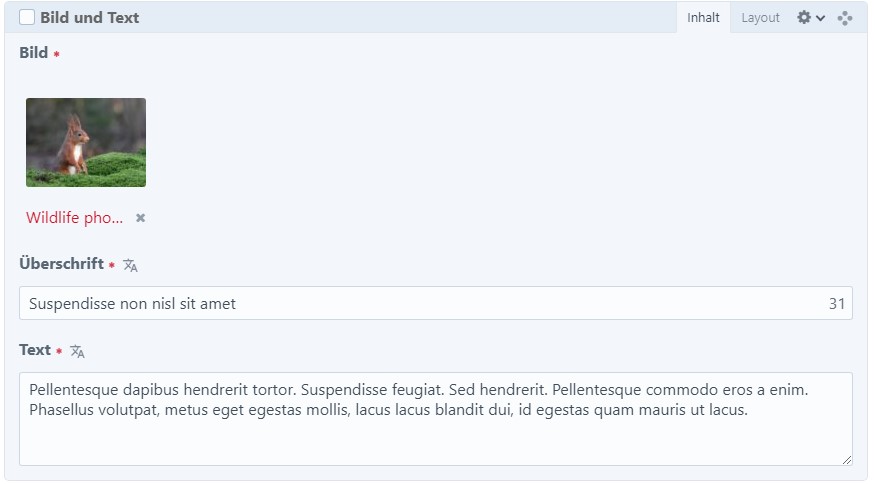 Bild und Text
Inhalt Layout
Bild *
Wildlife pho...
Überschrift *
Suspendisse non nisl sit amet 31
Text *
Pellentesque dapibus hendrerit tortor. Suspendisse feugiat. Sed hendrerit. Pellentesque commodo eros a enim.
Phasellus volutpat, metus eget egestas mollis, lacus lacus blandit dui, id egestas quam mauris ut lacus.